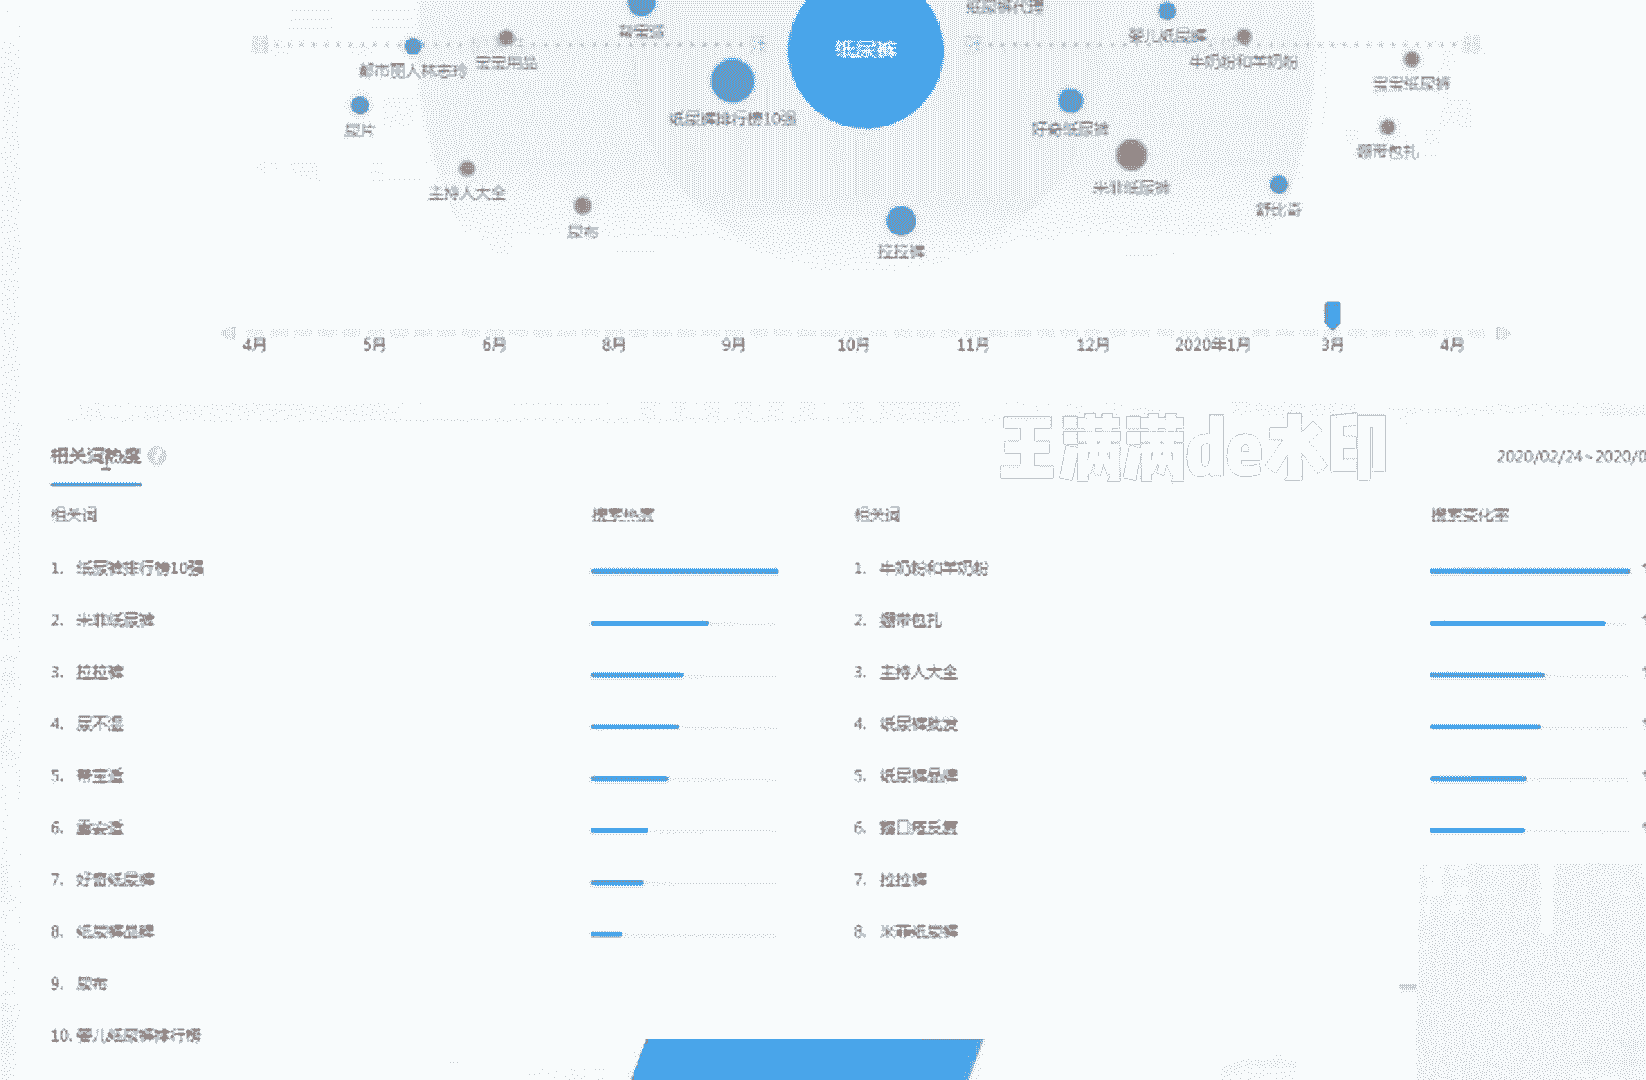 纸尿裤代理
帮宝适
纸尿裤
婴儿纸尿裤
都市丽人林志玲
宝宝用品
牛奶粉和羊奶粉
宝宝纸尿裤
尿片
纸尿裤排行榜10强
好奇纸尿裤
绷带包扎
主持人大全
米菲纸尿裤
舒比奇
尿布
拉拉裤
4月 5月 6月 8月 9月 10月 11月 12月 2020年1月 3月 4月
王满满de水印
相关词热度 ?
2020/02/24~2020/0
相关词 搜索热度 相关词 搜索变化率
1. 纸尿裤排行榜10强 1. 牛奶粉和羊奶粉
2. 米菲纸尿裤 2. 绷带包扎
3. 拉拉裤 3. 主持人大全
4. 尿不湿 4. 纸尿裤批发
5. 帮宝适 5. 纸尿裤品牌
6. 6.
7. 好奇纸尿裤 7. 拉拉裤
8. 纸尿裤品牌 8. 米菲纸尿裤
9. 尿布
10. 婴儿纸尿裤排行榜